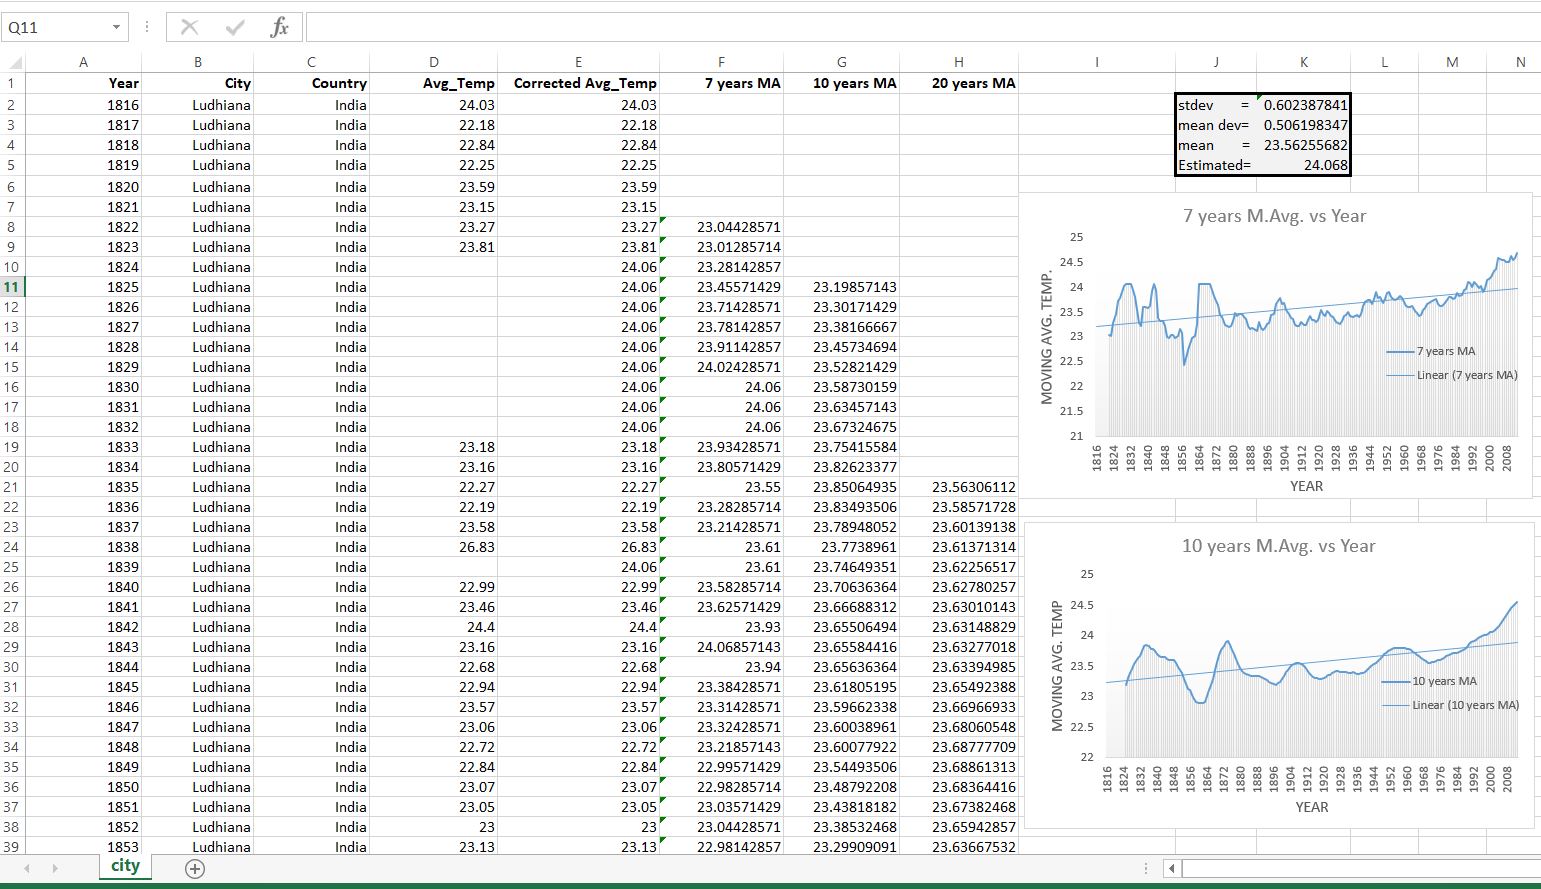 Q11 fx
A B C D E F G H I J K L M N
1 Year City Country Avg_Temp Corrected Avg_Temp 7 years MA 10 years MA 20 years MA
2 1816 Ludhiana India 24.03 24.03
3 1817 Ludhiana India 22.18 22.18
4 1818 Ludhiana India 22.84 22.84
5 1819 Ludhiana India 22.25 22.25
6 1820 Ludhiana India 23.59 23.59
7 1821 Ludhiana India 23.15 23.15
8 1822 Ludhiana India 23.27 23.27 23.04428571
9 1823 Ludhiana India 23.81 23.81 23.01285714
10 1824 Ludhiana India 24.06 23.28142857
11 1825 Ludhiana India 24.06 23.45571429 23.19857143
12 1826 Ludhiana India 24.06 23.71428571 23.30171429
13 1827 Ludhiana India 24.06 23.78142857 23.38166667
14 1828 Ludhiana India 24.06 23.91142857 23.45734694
15 1829 Ludhiana India 24.06 24.02428571 23.52821429
16 1830 Ludhiana India 24.06 24.06 23.58730159
17 1831 Ludhiana India 24.06 24.06 23.63457143
18 1832 Ludhiana India 24.06 24.06 23.67324675
19 1833 Ludhiana India 23.18 23.18 23.93428571 23.75415584
20 1834 Ludhiana India 23.16 23.16 23.80571429 23.82623377
21 1835 Ludhiana India 22.27 22.27 23.55 23.85064935 23.56306112
22 1836 Ludhiana India 22.19 22.19 23.28285714 23.83493506 23.58571728
23 1837 Ludhiana India 23.58 23.58 23.21428571 23.78948052 23.60139138
24 1838 Ludhiana India 26.83 26.83 23.61 23.7738961 23.61371314
25 1839 Ludhiana India 24.06 23.61 23.74649351 23.62256517
26 1840 Ludhiana India 22.99 22.99 23.58285714 23.70636364 23.62780257
27 1841 Ludhiana India 23.46 23.46 23.62571429 23.66688312 23.63010143
28 1842 Ludhiana India 24.4 24.4 23.93 23.65506494 23.63148829
29 1843 Ludhiana India 23.16 23.16 24.06857143 23.65584416 23.63277018
30 1844 Ludhiana India 22.68 22.68 23.94 23.65636364 23.63394985
31 1845 Ludhiana India 22.94 22.94 23.38428571 23.61805195 23.65492388
32 1846 Ludhiana India 23.57 23.57 23.31428571 23.59662338 23.66966933
33 1847 Ludhiana India 23.06 23.06 23.32428571 23.60038961 23.68060548
34 1848 Ludhiana India 22.72 22.72 23.21857143 23.60077922 23.68777709
35 1849 Ludhiana India 22.84 22.84 22.99571429 23.54493506 23.68861313
36 1850 Ludhiana India 23.07 23.07 22.98285714 23.48792208 23.68364416
37 1851 Ludhiana India 23.05 23.05 23.03571429 23.43818182 23.67382468
38 1852 Ludhiana India 23 23 23.04428571 23.38532468 23.65942857
39 1853 Ludhiana India 23.13 23.13 22.98142857 23.29909091 23.63667532
stdev = 0.602387841
mean dev= 0.506198347
mean = 23.56255682
Estimated= 24.068
7 years M.Avg. vs Year
MOVING AVG. TEMP.
25
24.5
24
23.5
23
22.5
22
21.5
21
7 years MA
Linear (7 years MA)
1816 1824 1832 1840 1848 1856 1864 1872 1880 1888 1896 1904 1912 1920 1928 1936 1944 1952 1960 1968 1976 1984 1992 2000 2008
YEAR
10 years M.Avg. vs Year
MOVING AVG. TEMP
25
24.5
24
23.5
23
22.5
22
10 years MA
Linear (10 years MA)
1816 1824 1832 1840 1848 1856 1864 1872 1880 1888 1896 1904 1912 1920 1928 1936 1944 1952 1960 1968 1976 1984 1992 2000 2008
YEAR
city